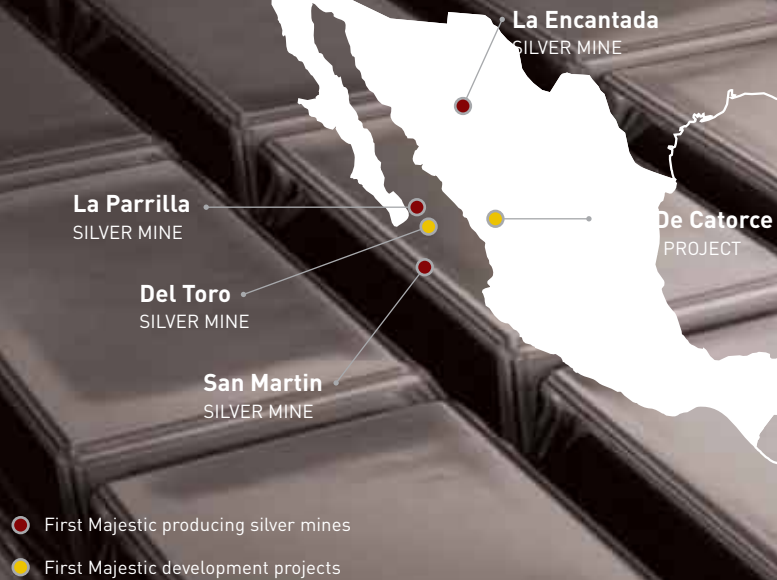 La Encantada
SILVER MINE
La Parrilla
SILVER MINE
De Catorce
PROJECT
Del Toro
SILVER MINE
San Martin
SILVER MINE
First Majestic producing silver mines
First Majestic development projects